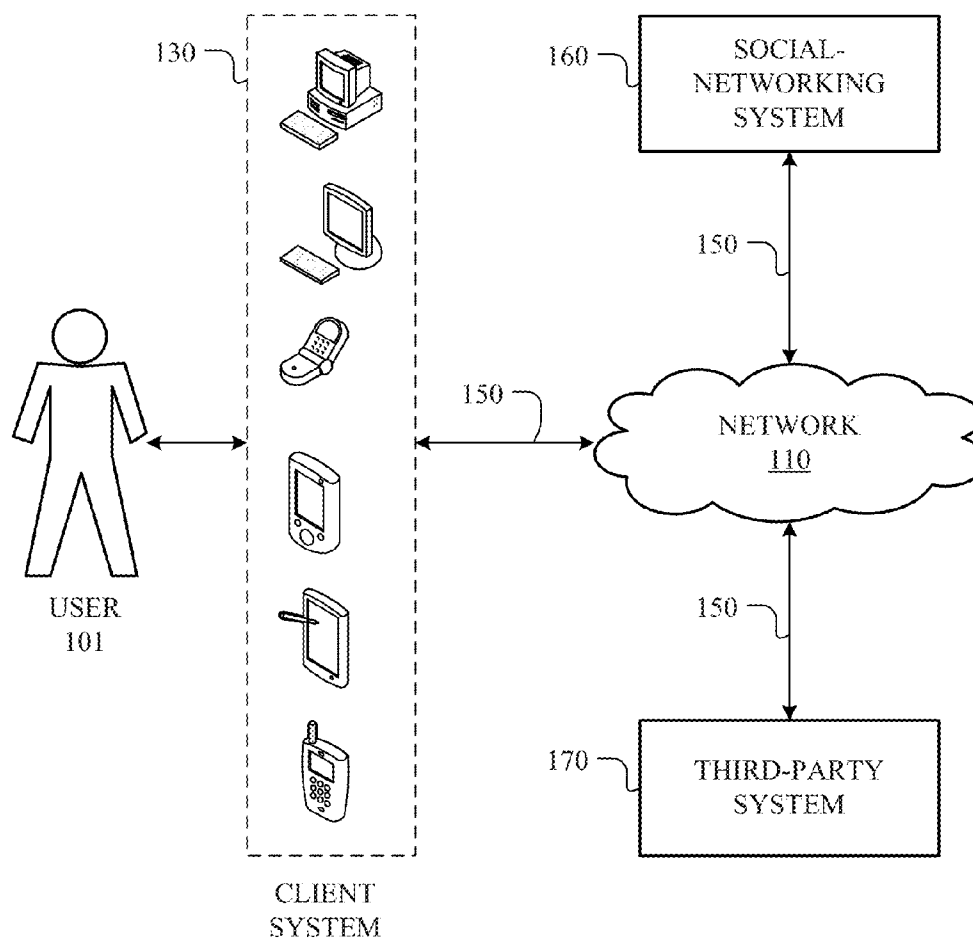 130
160
SOCIAL-
NETWORKING
SYSTEM
150
150
NETWORK
110
USER
101
150
170
THIRD-PARTY
SYSTEM
CLIENT
SYSTEM